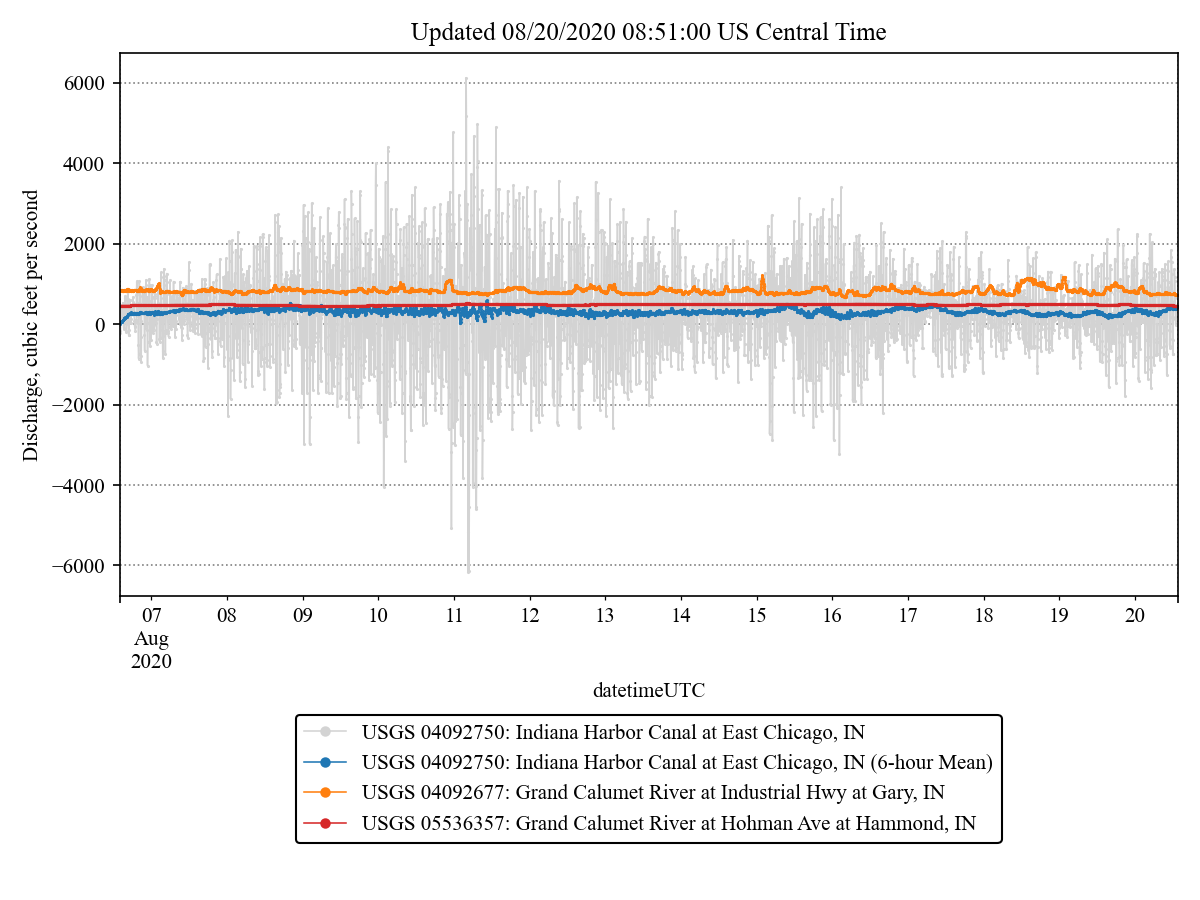 Updated 08/20/2020 08:51:00 US Central Time
Discharge, cubic feet per second
6000
4000
2000
0
−2000
−4000
−6000
07 08 09 10 11 12 13 14 15 16 17 18 19 20
Aug
2020
datetimeUTC
USGS 04092750: Indiana Harbor Canal at East Chicago, IN
USGS 04092750: Indiana Harbor Canal at East Chicago, IN (6-hour Mean)
USGS 04092677: Grand Calumet River at Industrial Hwy at Gary, IN
USGS 05536357: Grand Calumet River at Hohman Ave at Hammond, IN